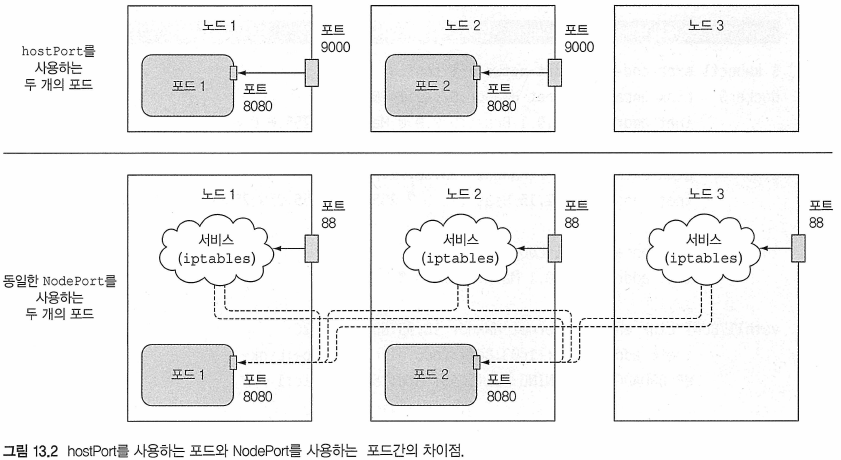 hostPort를
사용하는
두 개의 포드
노드 1
포드 1
포트
8080
포트
9000
노드 2
포드 2
포트
8080
포트
9000
노드 3
동일한 NodePort를
사용하는
두 개의 포드
노드 1
서비스
(iptables)
포트
88
포드 1
포트
8080
노드 2
서비스
(iptables)
포트
88
포드 2
포트
8080
노드 3
서비스
(iptables)
포트
88
그림 13.2 hostPort를 사용하는 포드와 NodePort를 사용하는 포드간의 차이점.